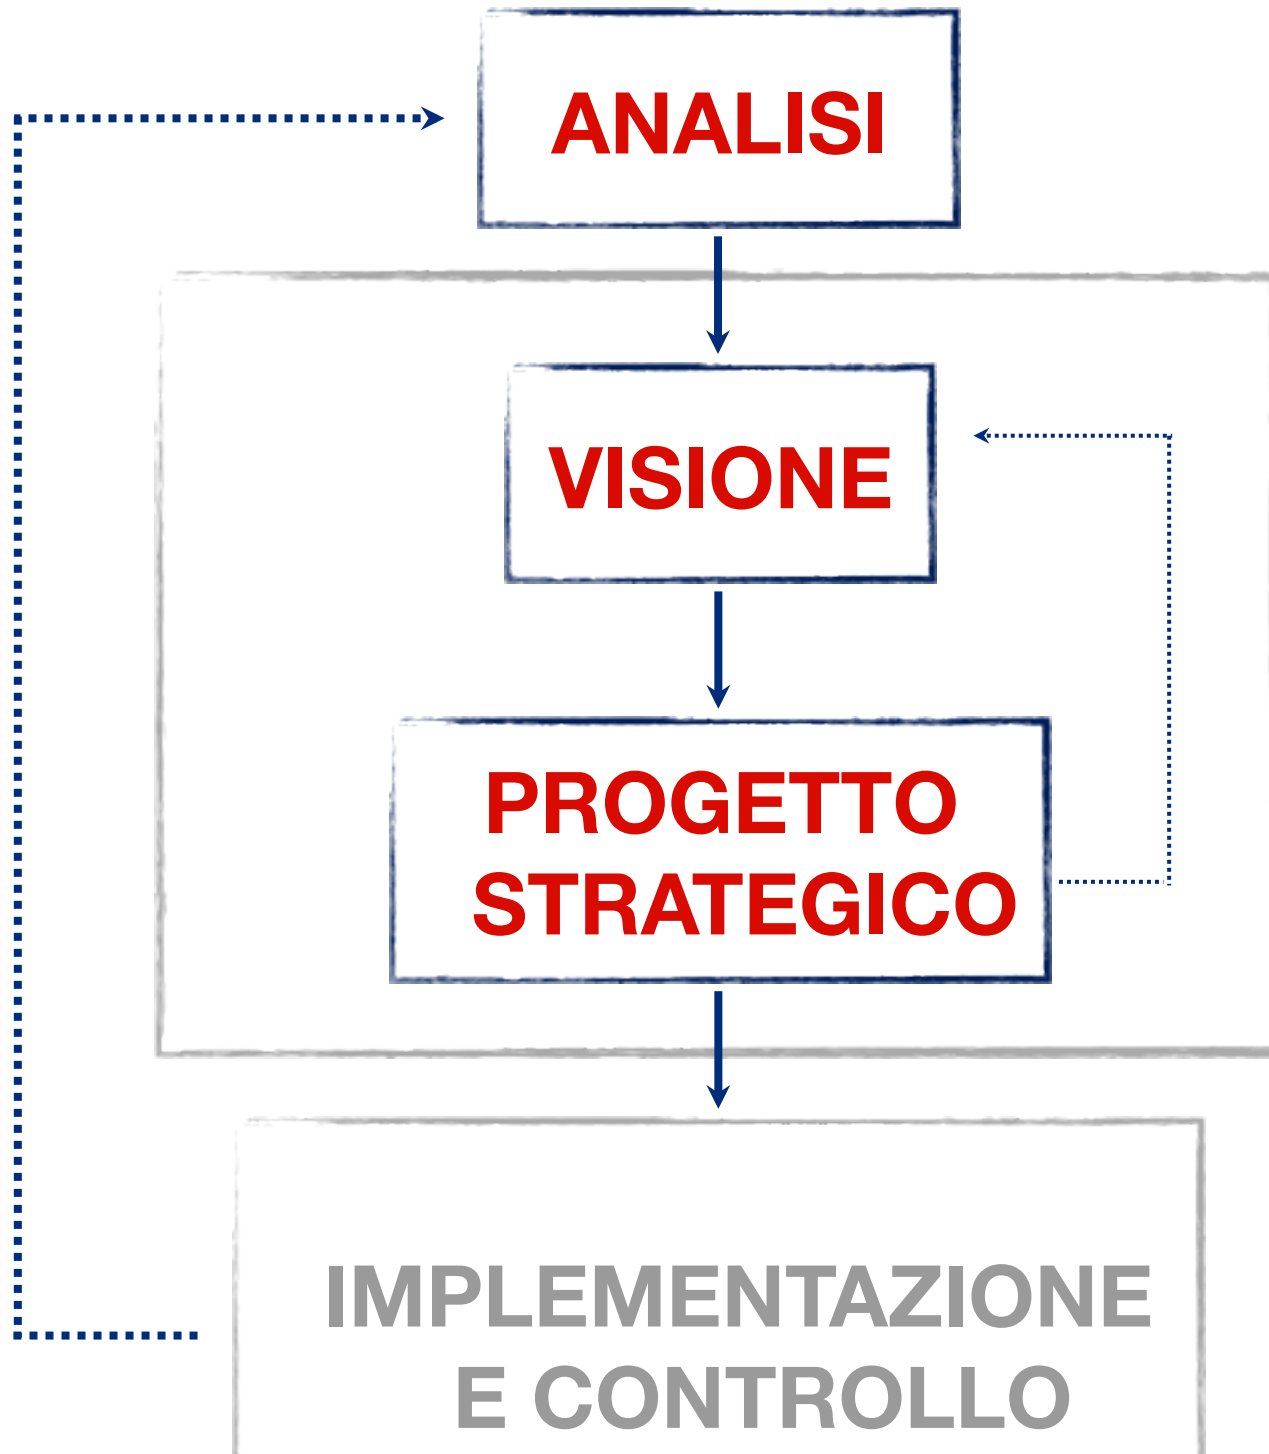 ANALISI
VISIONE
PROGETTO
STRATEGICO
IMPLEMENTAZIONE
E CONTROLLO